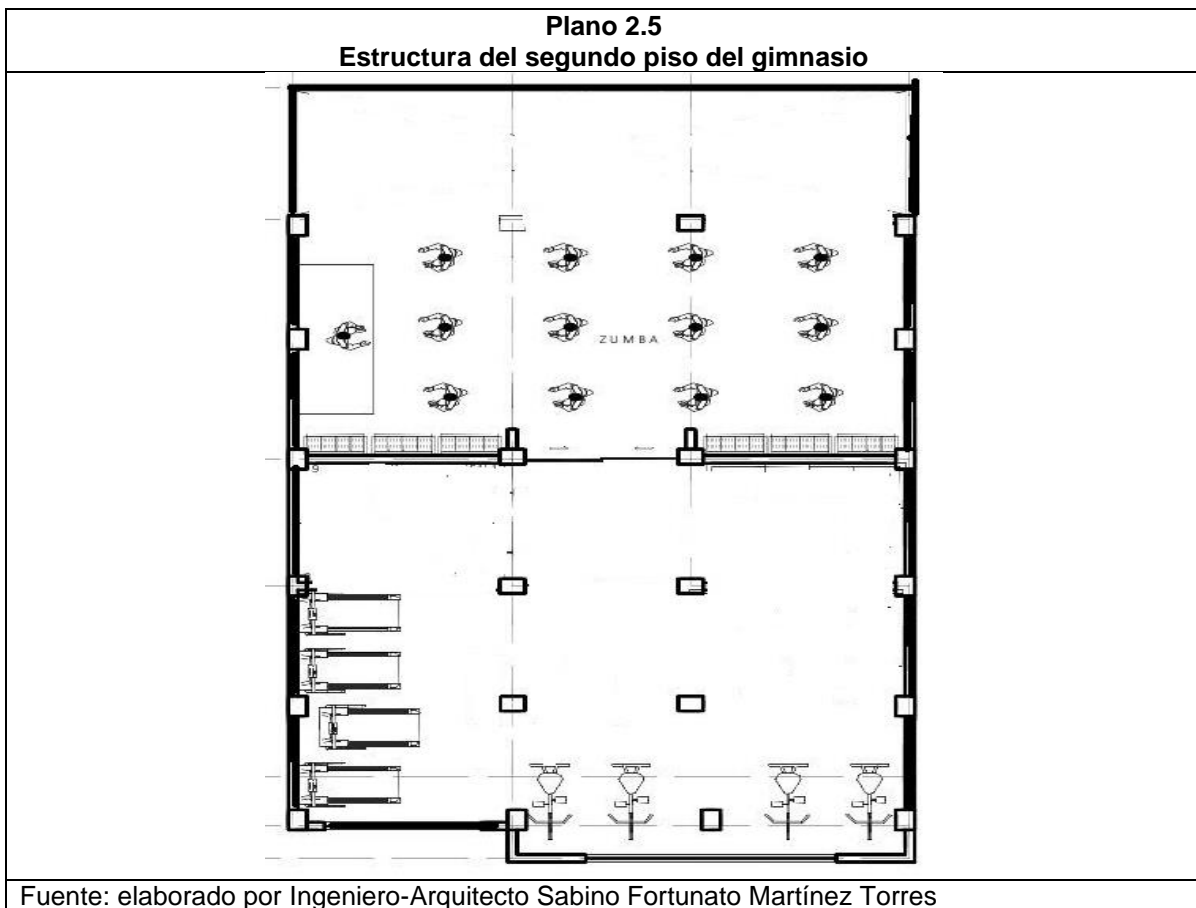 Plano 2.5
Estructura del segundo piso del gimnasio
ZUMBA
Fuente: elaborado por Ingeniero-Arquitecto Sabino Fortunato Martínez Torres